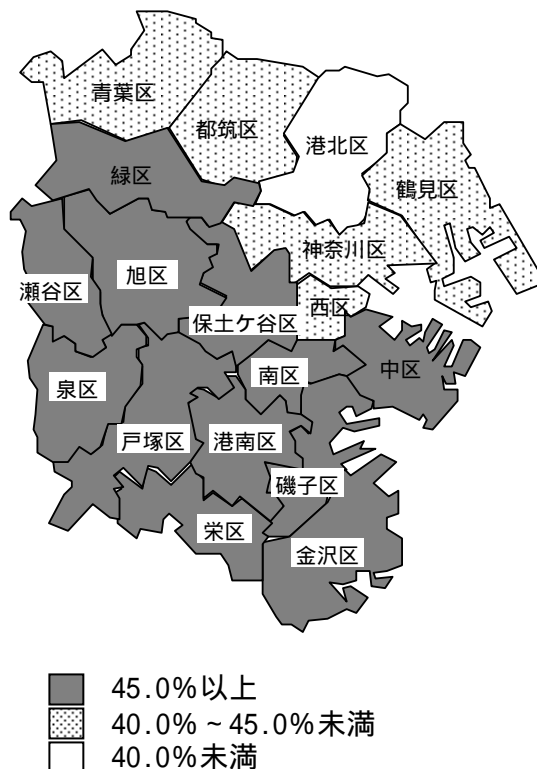 青葉区
都筑区
港北区
緑区
鶴見区
神奈川区
瀬谷区
旭区
西区
保土ケ谷区
泉区
南区
中区
戸塚区
港南区
磯子区
栄区
金沢区
45.0%以上
40.0%~45.0%未満
40.0%未満